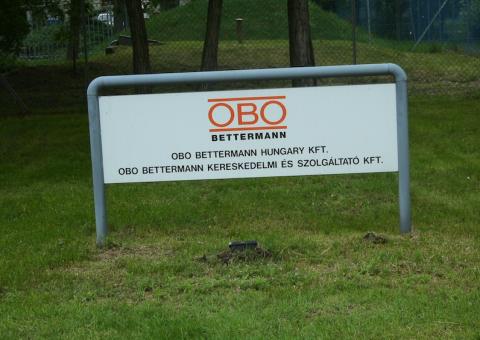 OBO
BETTERMANN
OBO BETTERMANN HUNGARY KFT.
OBO BETTERMANN KERESKEDELMI ÉS SZOLGÁLTATÓ KFT.